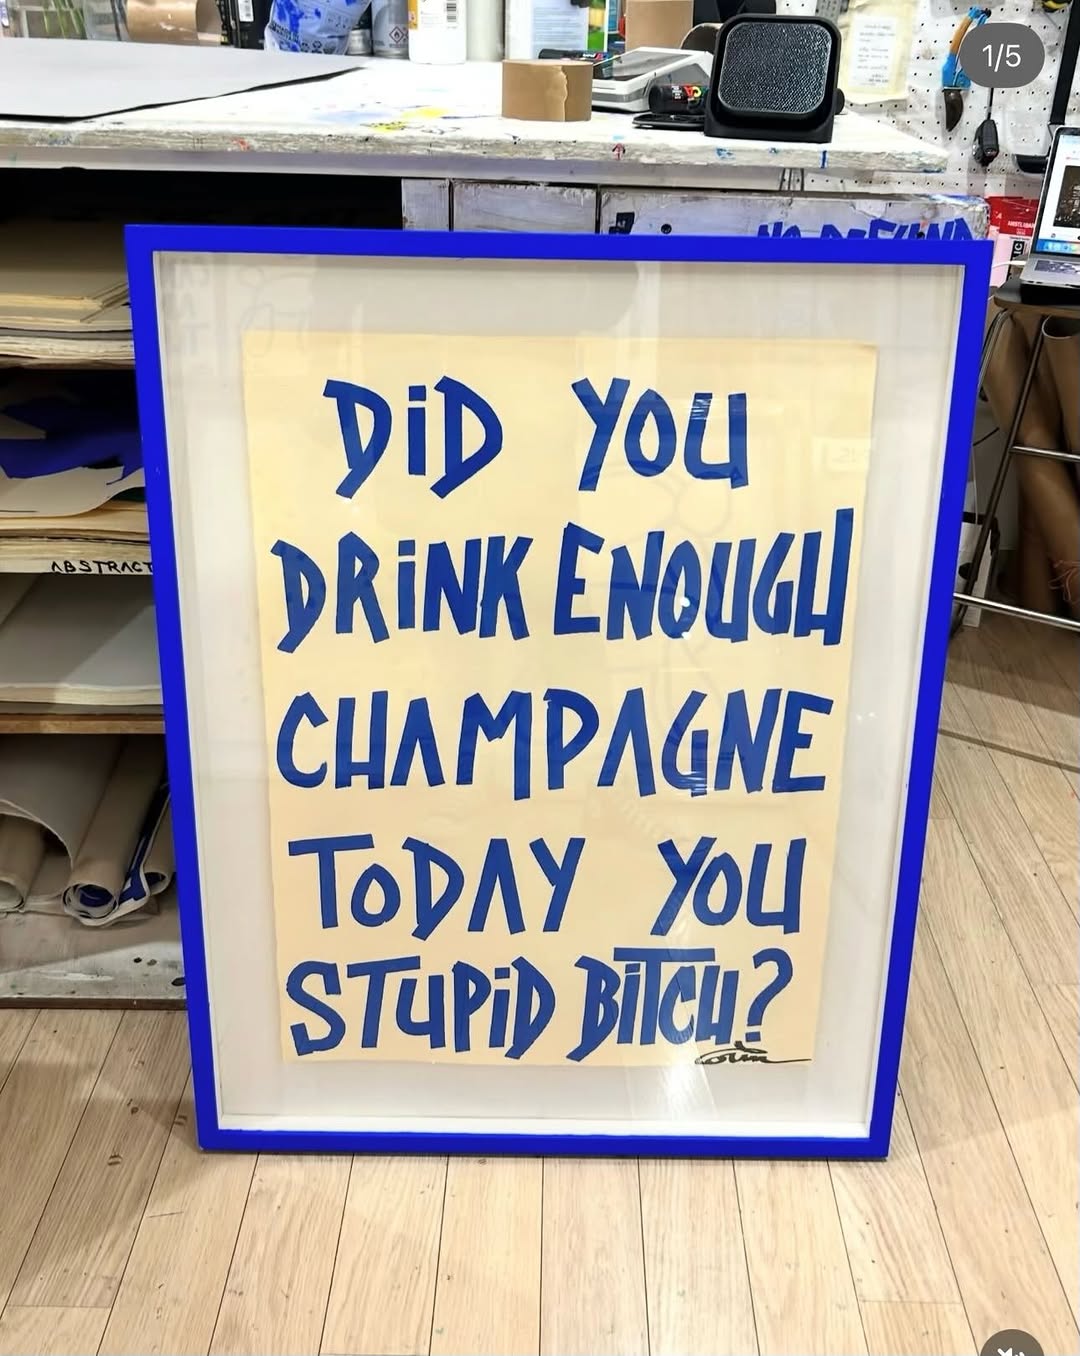 1/5
DiD YOU
DRiNK ENOUGH
CHAMPAGNE
ToDAY YOU
STUPiD BiTCH?
ABSTRACT